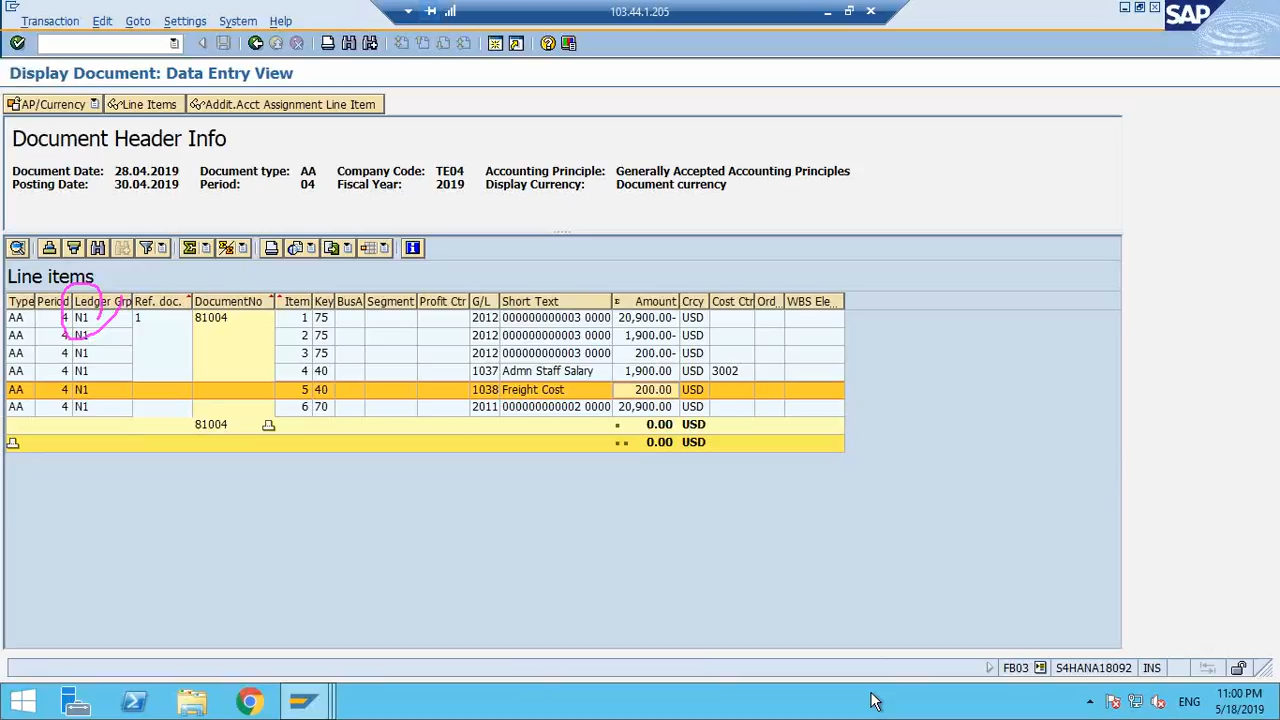 103.44.1.205
Transaction Edit Goto Settings System Help
SAP
Display Document: Data Entry View
AP/Currency Line Items Addit.Acct Assignment Line Item
Document Header Info
Document Date: 28.04.2019 Document type: AA Company Code: TE04 Accounting Principle: Generally Accepted Accounting Principles
Posting Date: 30.04.2019 Period: 04 Fiscal Year: 2019 Display Currency: Document currency
Line items
Type Period Ledger Grp Ref. doc. DocumentNo Item Key BusA Segment Profit Ctr G/L Short Text Amount Crcy Cost Ctr Ord... WBS Ele...
AA 4 N1 1 81004 1 75 2012 000000000003 0000 20,900.00- USD
AA 4 N1 2 75 2012 000000000003 0000 1,900.00- USD
AA 4 N1 3 75 2012 000000000003 0000 200.00- USD
AA 4 N1 4 40 1037 Admn Staff Salary 1,900.00 USD 3002
AA 4 N1 5 40 1038 Freight Cost 200.00 USD
AA 4 N1 6 70 2011 000000000002 0000 20,900.00 USD
81004 0.00 USD
0.00 USD
FB03 S4HANA18092 INS
ENG 11:00 PM
5/18/2019